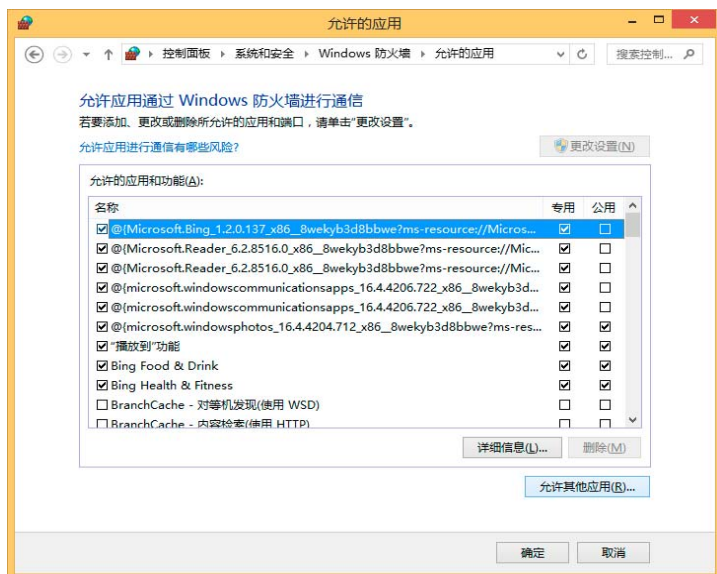 允许的应用
控制面板 ▸ 系统和安全 ▸ Windows 防火墙 ▸ 允许的应用
搜索控制...
允许应用通过 Windows 防火墙进行通信
若要添加、更改或删除所允许的应用和端口，请单击"更改设置"。
允许应用进行通信有哪些风险?
更改设置(N)
允许的应用和功能(A):
名称 专用 公用
@{Microsoft.Bing_1.2.0.137_x86__8wekyb3d8bbwe?ms-resource://Micros...
@{Microsoft.Reader_6.2.8516.0_x86__8wekyb3d8bbwe?ms-resource://Mic...
@{Microsoft.Reader_6.2.8516.0_x86__8wekyb3d8bbwe?ms-resource://Mic...
@{microsoft.windowscommunicationsapps_16.4.4206.722_x86__8wekyb3d...
@{microsoft.windowscommunicationsapps_16.4.4206.722_x86__8wekyb3d...
@{microsoft.windowsphotos_16.4.4204.712_x86__8wekyb3d8bbwe?ms-res...
"播放到"功能
Bing Food & Drink
Bing Health & Fitness
BranchCache - 对等机发现(使用 WSD)
BranchCache - 内容检索(使用 HTTP)
详细信息(L)...
删除(M)
允许其他应用(R)...
确定
取消